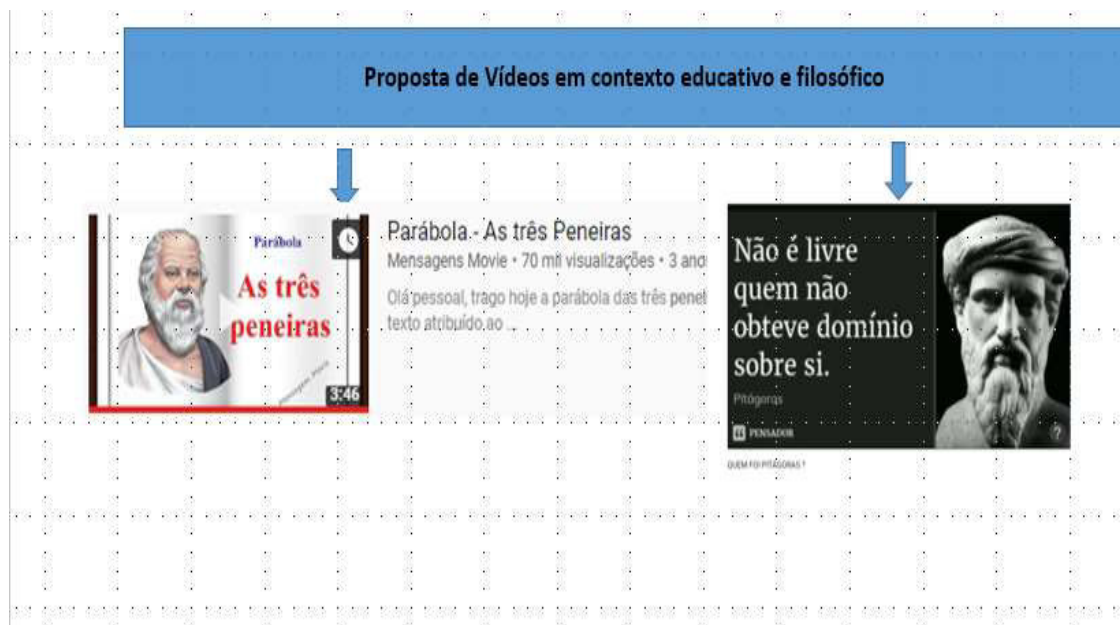 Proposta de Vídeos em contexto educativo e filosófico
Parábola
As três
peneiras
3:46
Parábola - As três Peneiras
Mensagens Movie • 70 mil visualizações • 3 ano
Olá pessoal, trago hoje a parábola das três penei
texto atribuído ao ...
Não é livre
quem não
obteve domínio
sobre si.
Pitágoras
PENSADOR
QUEM FOI PITÁGORAS ?